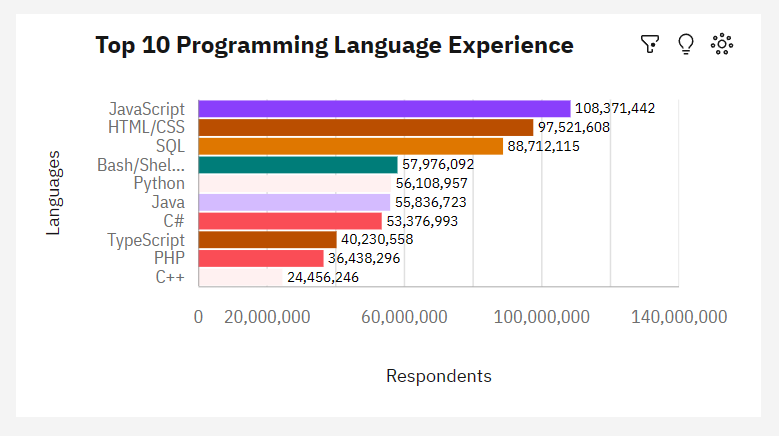 Top 10 Programming Language Experience
Languages
JavaScript 108,371,442
HTML/CSS 97,521,608
SQL 88,712,115
Bash/Shel... 57,976,092
Python 56,108,957
Java 55,836,723
C# 53,376,993
TypeScript 40,230,558
PHP 36,438,296
C++ 24,456,246
0 20,000,000 60,000,000 100,000,000 140,000,000
Respondents